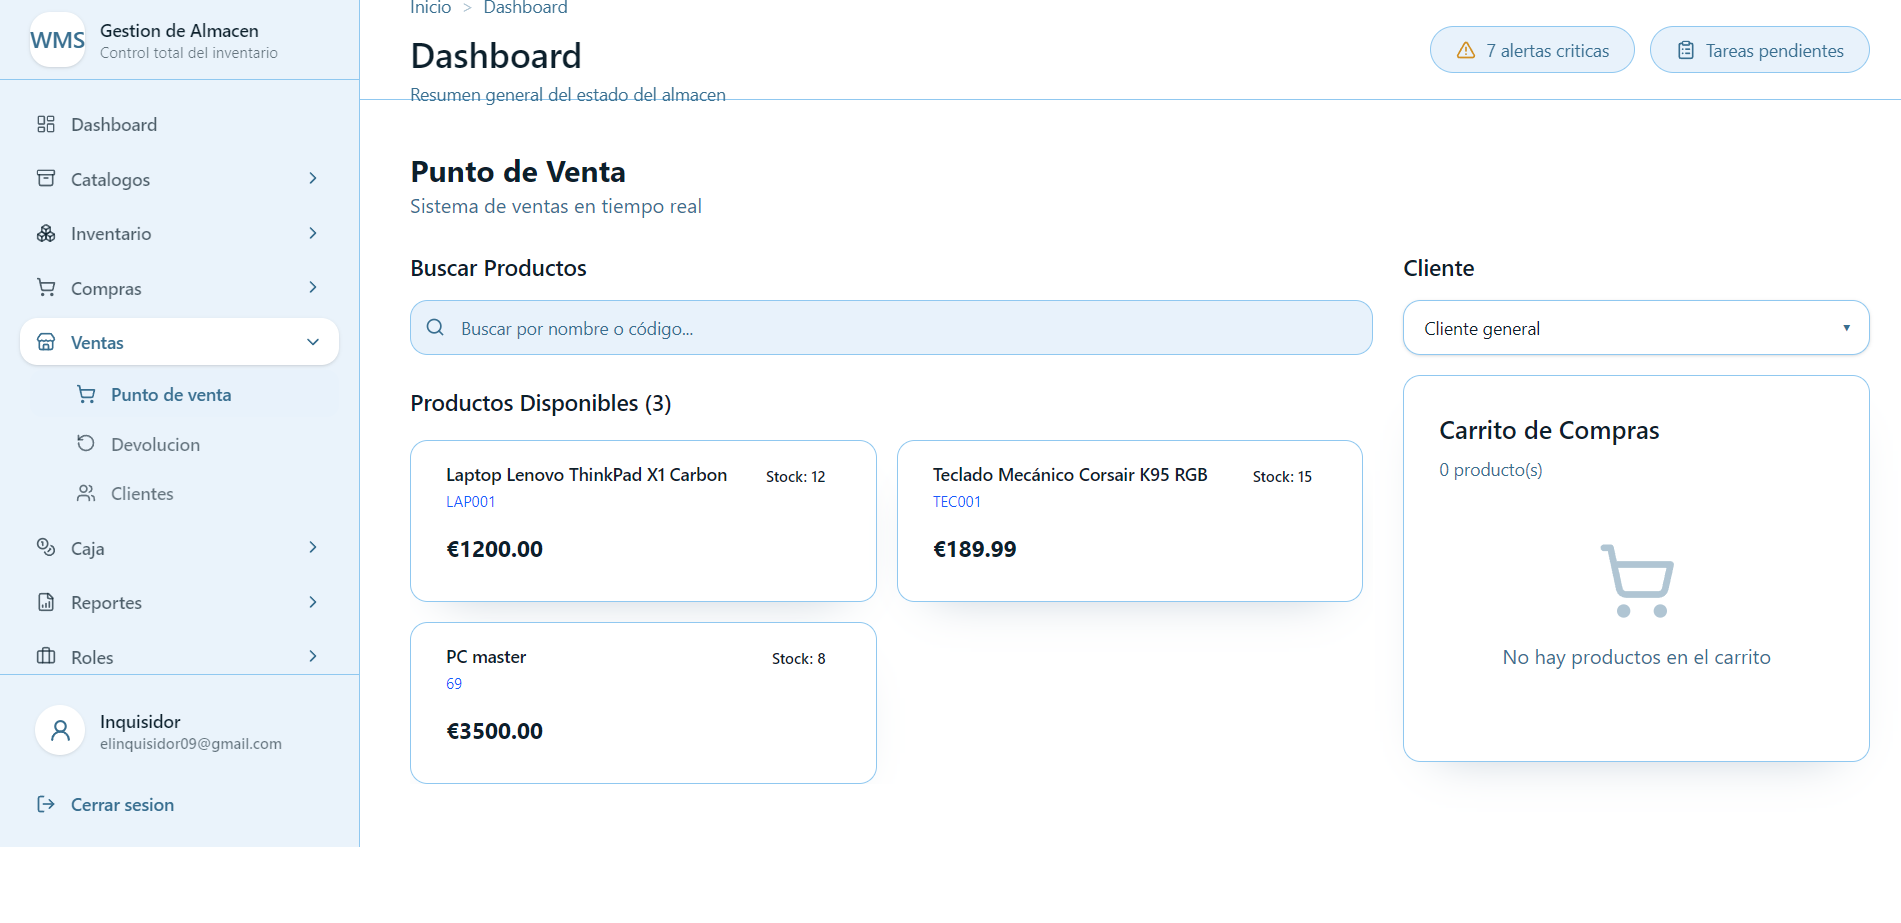 WMS
Gestion de Almacen
Control total del inventario
Dashboard
Catalogos
Inventario
Compras
Ventas
Punto de venta
Devolucion
Clientes
Caja
Reportes
Roles
Inquisidor
elinquisidor09@gmail.com
Cerrar sesion
Inicio > Dashboard
Dashboard
Resumen general del estado del almacen
7 alertas criticas
Tareas pendientes
Punto de Venta
Sistema de ventas en tiempo real
Buscar Productos
Buscar por nombre o código...
Productos Disponibles (3)
Laptop Lenovo ThinkPad X1 Carbon
Stock: 12
LAP001
€1200.00
Teclado Mecánico Corsair K95 RGB
Stock: 15
TEC001
€189.99
PC master
Stock: 8
69
€3500.00
Cliente
Cliente general
Carrito de Compras
0 producto(s)
No hay productos en el carrito